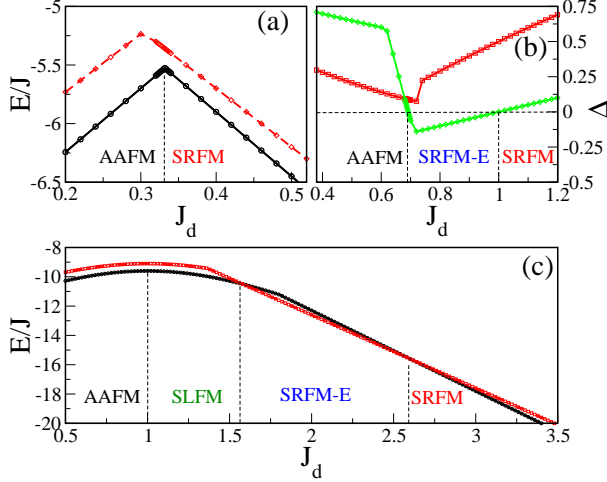 (a)
-5
-5.5
-6
-6.5
E/J
AAFM SRFM
0.2 0.3 0.4 0.5
J_d
(b)
0.75
0.5
0.25
0
-0.25
-0.5
Δ
AAFM SRFM-E SRFM
0.4 0.6 0.8 1 1.2
J_d
(c)
-8
-10
-12
-14
-16
-18
-20
E/J
AAFM SLFM SRFM-E SRFM
0.5 1 1.5 2 2.5 3 3.5
J_d